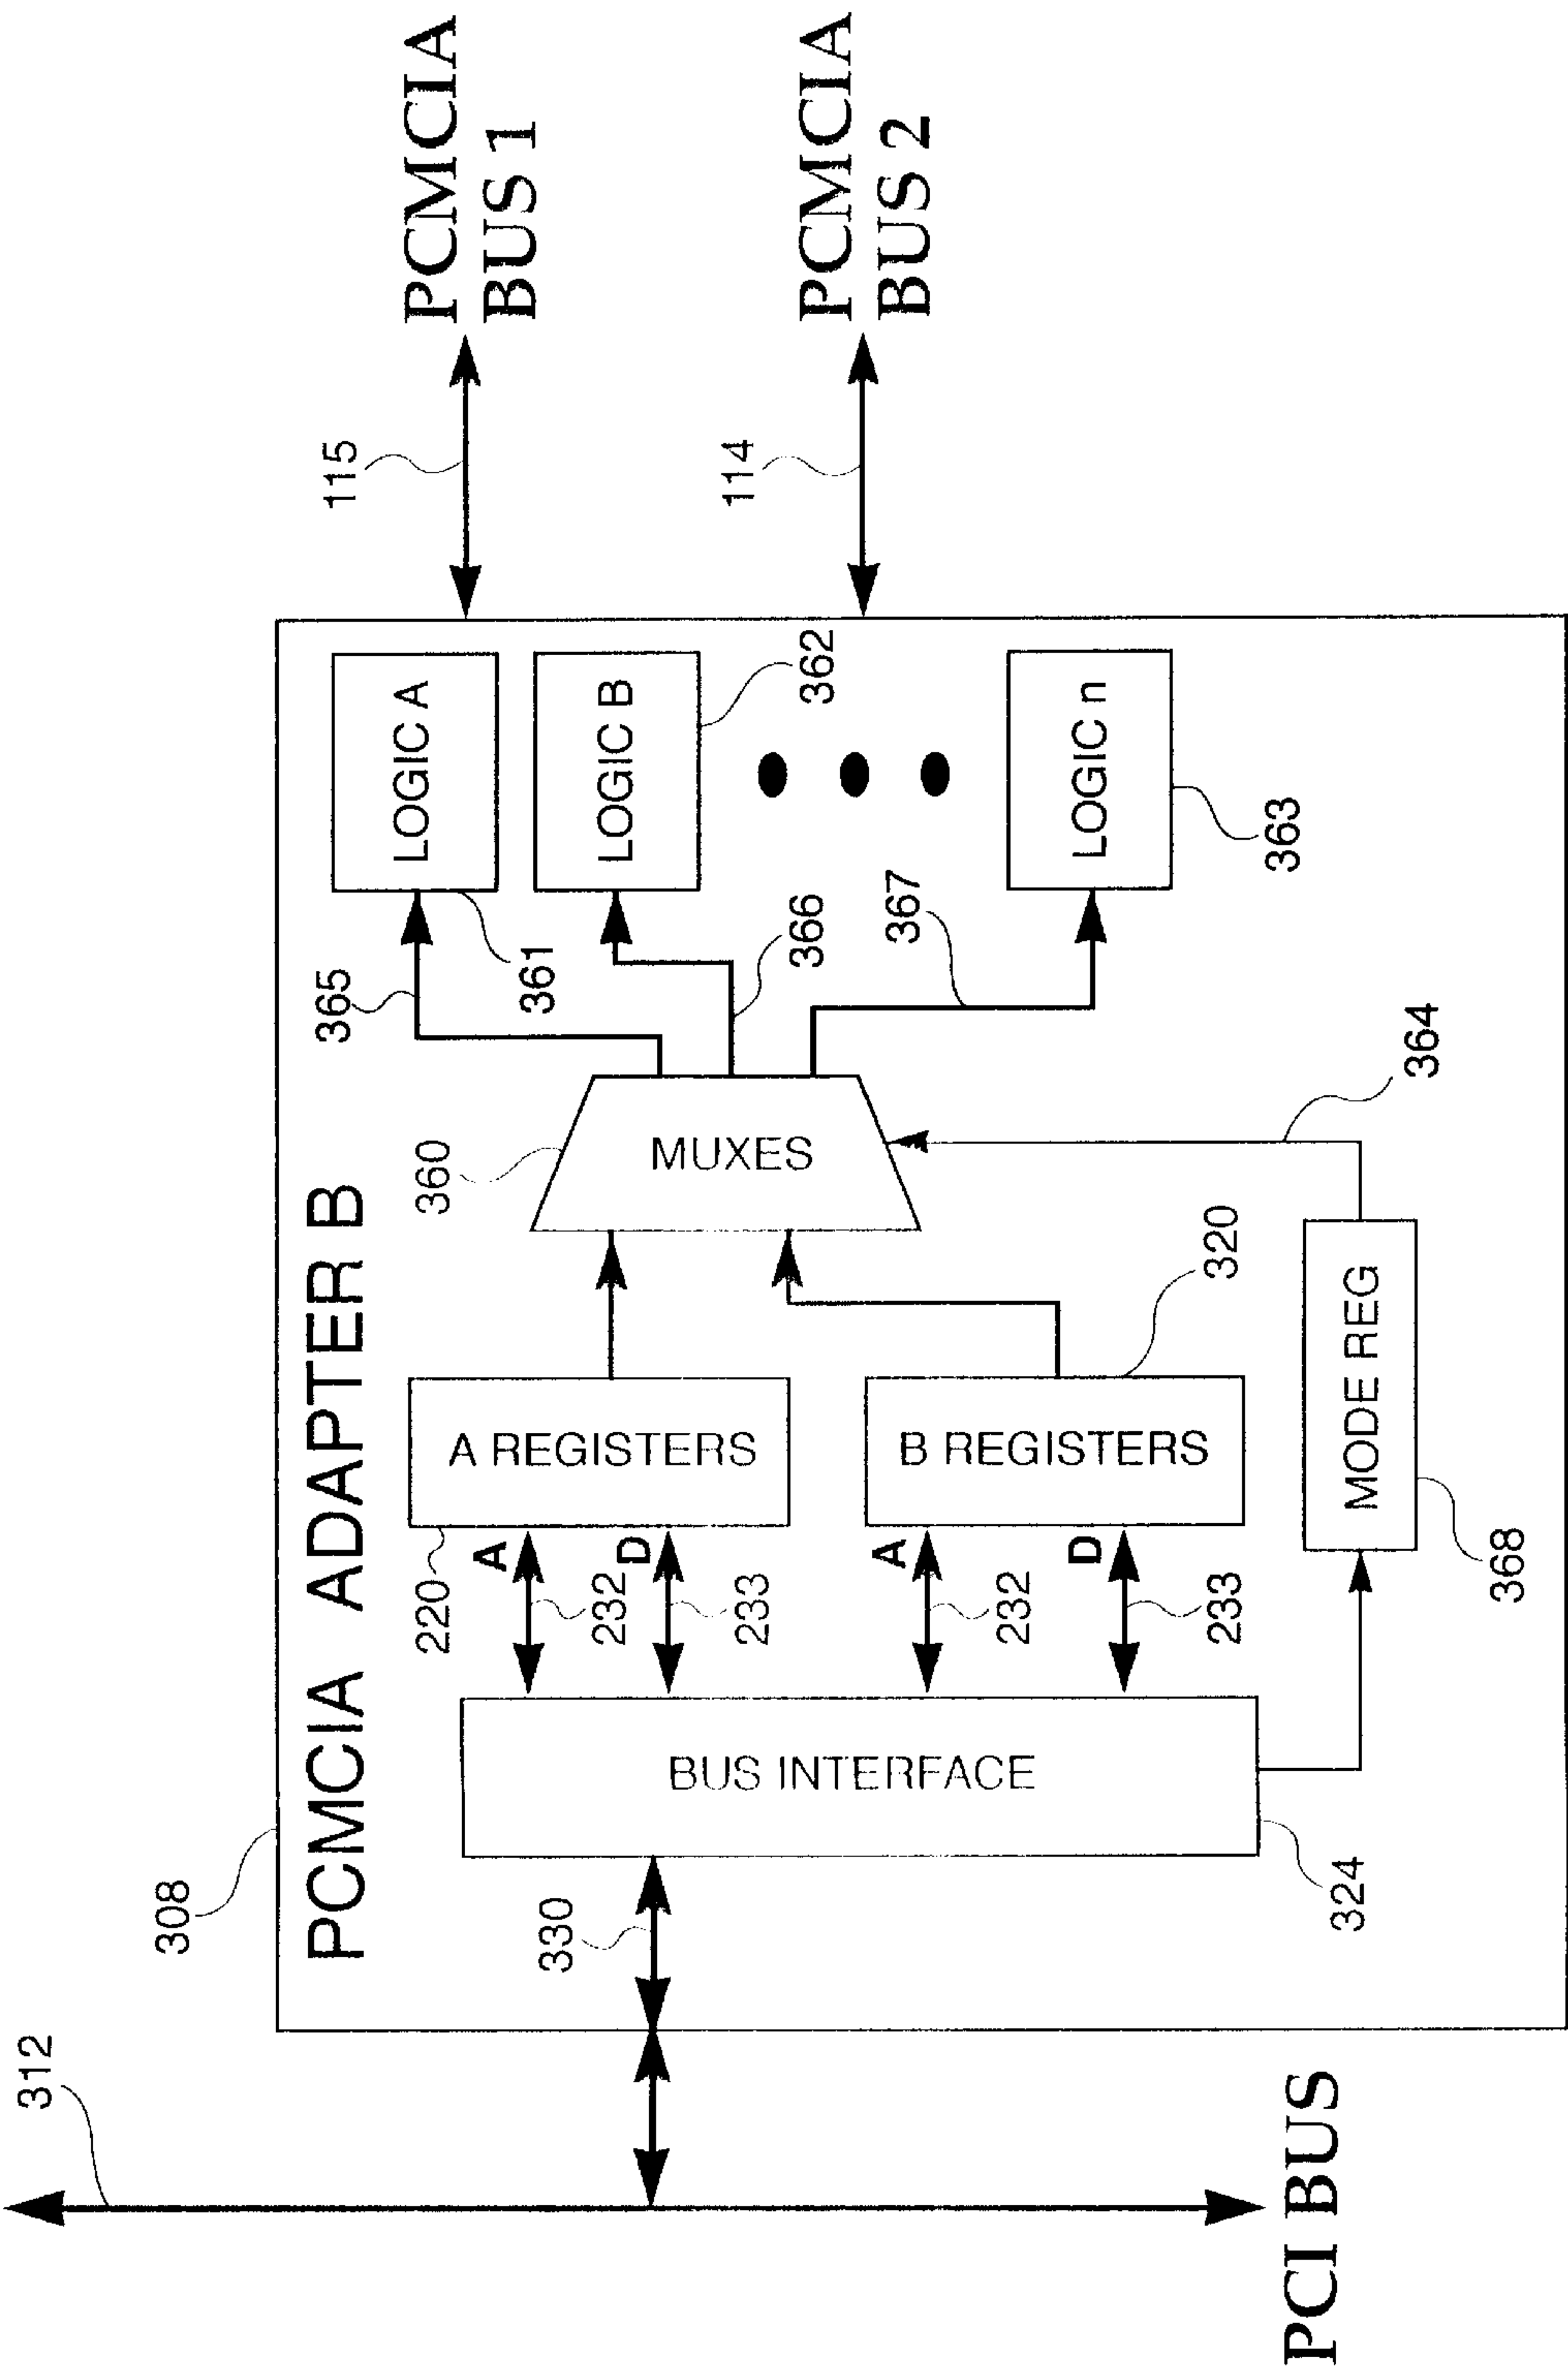 PCMCIA ADAPTER B
308
312
PCI BUS
330
BUS INTERFACE
324
A
232
D
233
A
232
D
233
220
A REGISTERS
B REGISTERS
320
MODE REG
368
364
360
MUXES
365
366
367
361
LOGIC A
LOGIC B
362
LOGIC n
363
115
PCMCIA
BUS 1
114
PCMCIA
BUS 2